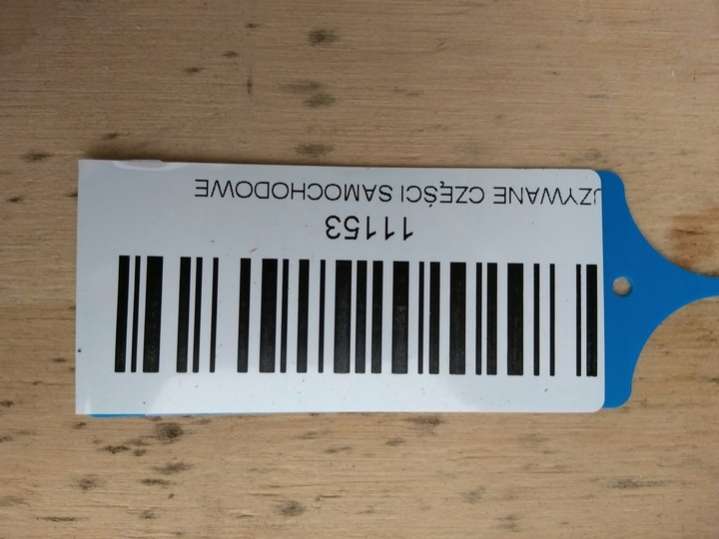 UZYWANE CZĘŚCI SAMOCHODOWE
11153